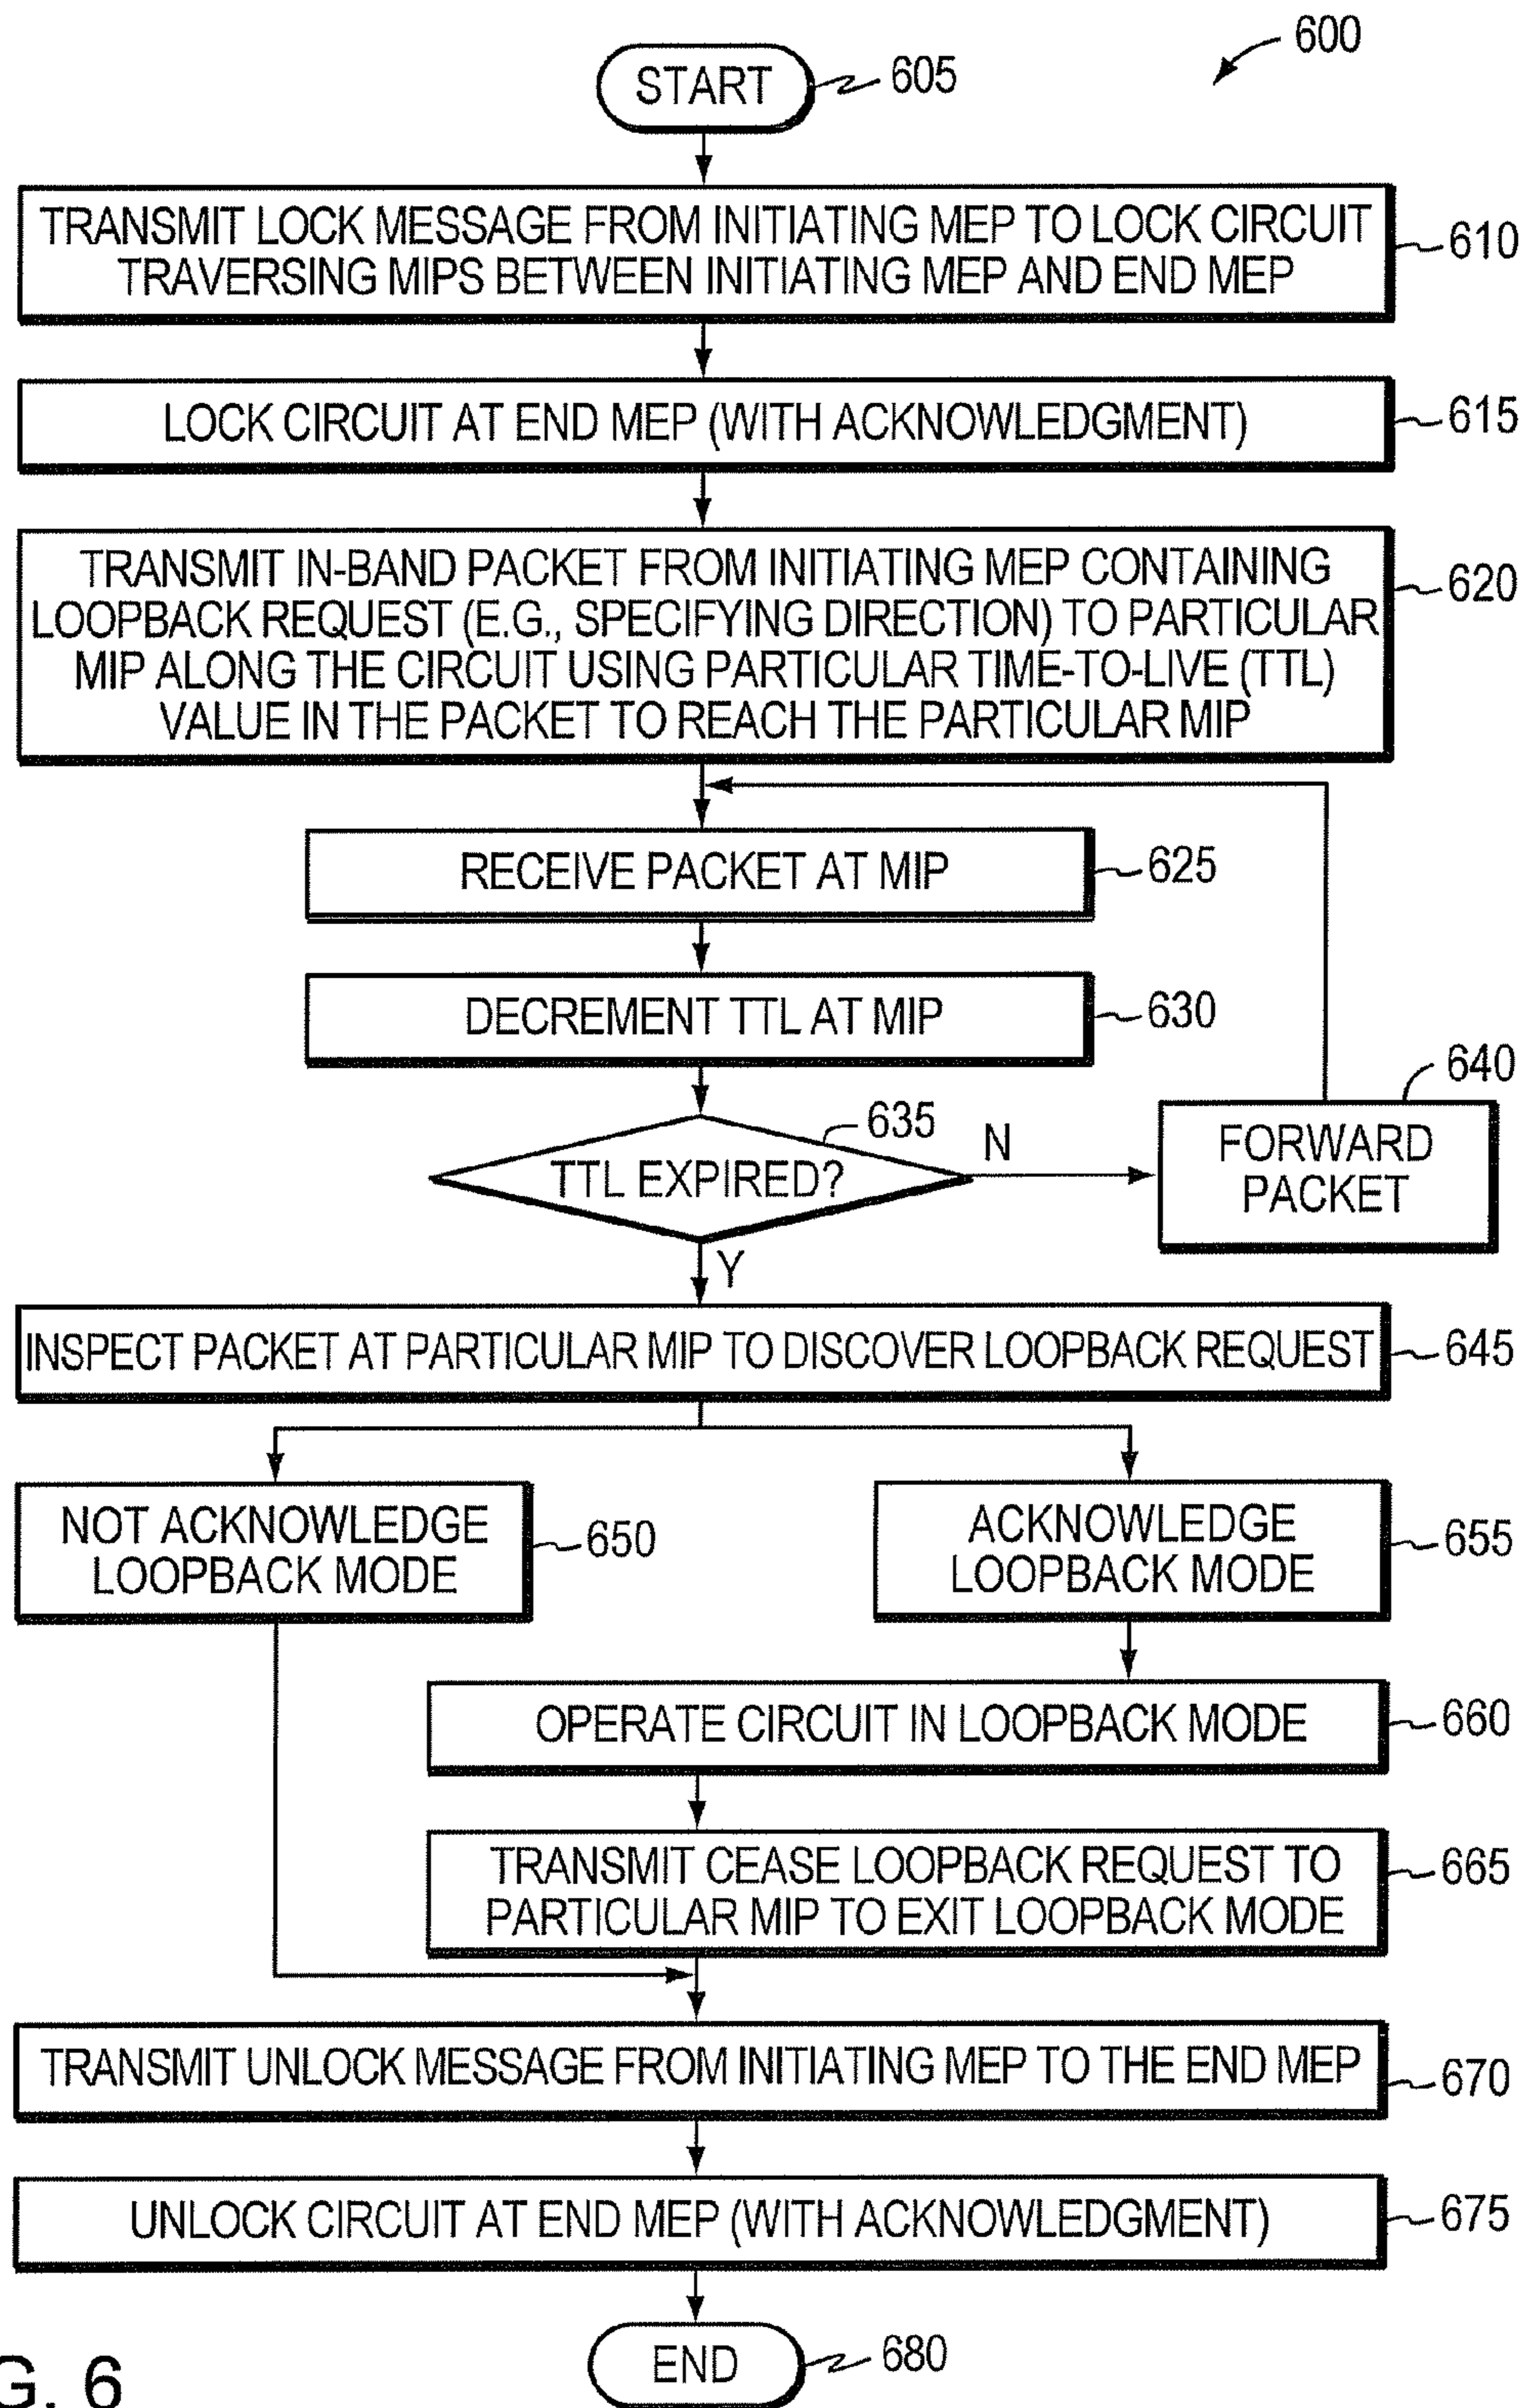 600
START
605
TRANSMIT LOCK MESSAGE FROM INITIATING MEP TO LOCK CIRCUIT
TRAVERSING MIPS BETWEEN INITIATING MEP AND END MEP
610
LOCK CIRCUIT AT END MEP (WITH ACKNOWLEDGMENT)
615
TRANSMIT IN-BAND PACKET FROM INITIATING MEP CONTAINING
LOOPBACK REQUEST (E.G., SPECIFYING DIRECTION) TO PARTICULAR
MIP ALONG THE CIRCUIT USING PARTICULAR TIME-TO-LIVE (TTL)
VALUE IN THE PACKET TO REACH THE PARTICULAR MIP
620
RECEIVE PACKET AT MIP
625
DECREMENT TTL AT MIP
630
TTL EXPIRED?
635
N
FORWARD
PACKET
640
Y
INSPECT PACKET AT PARTICULAR MIP TO DISCOVER LOOPBACK REQUEST
645
NOT ACKNOWLEDGE
LOOPBACK MODE
650
ACKNOWLEDGE
LOOPBACK MODE
655
OPERATE CIRCUIT IN LOOPBACK MODE
660
TRANSMIT CEASE LOOPBACK REQUEST TO
PARTICULAR MIP TO EXIT LOOPBACK MODE
665
TRANSMIT UNLOCK MESSAGE FROM INITIATING MEP TO THE END MEP
670
UNLOCK CIRCUIT AT END MEP (WITH ACKNOWLEDGMENT)
675
END
680
G. 6